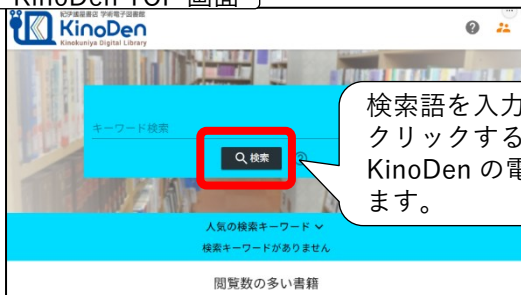 KinoDen TOP 画面
紀伊國屋書店 学術電子図書館
KinoDen
Kinokuniya Digital Library
キーワード検索
検索
検索語を入力
クリックする
KinoDen の電
ます。
人気の検索キーワード
検索キーワードがありません
閲覧数の多い書籍